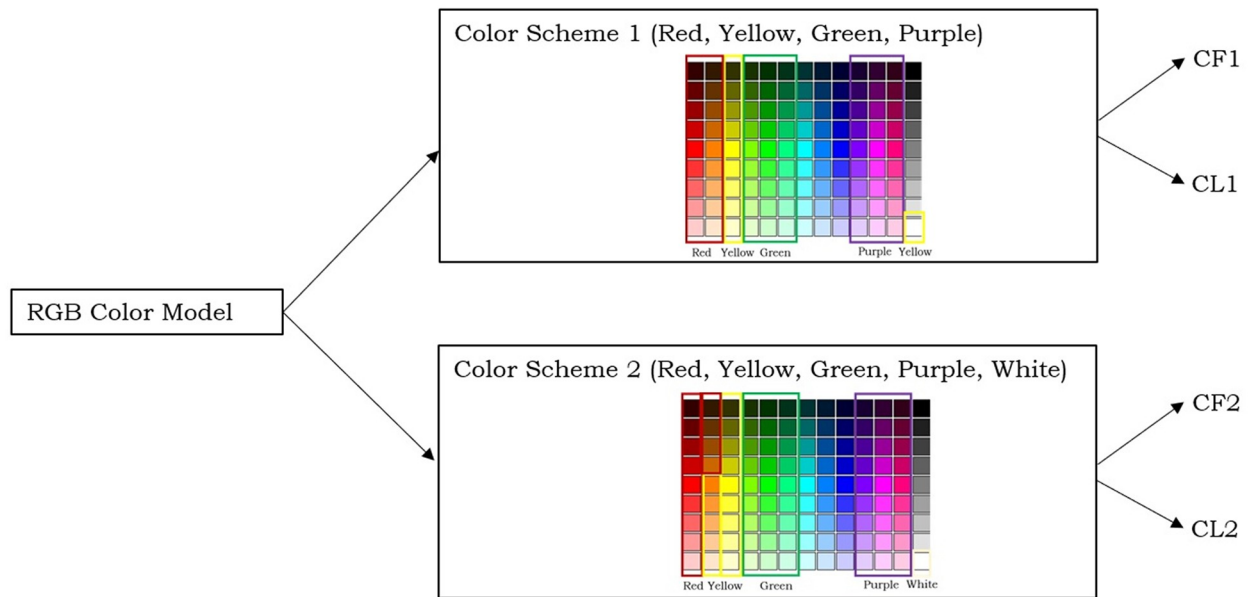 Color Scheme 1 (Red, Yellow, Green, Purple)
Red Yellow Green Purple Yellow
CF1
CL1
RGB Color Model
Color Scheme 2 (Red, Yellow, Green, Purple, White)
Red Yellow Green Purple White
CF2
CL2